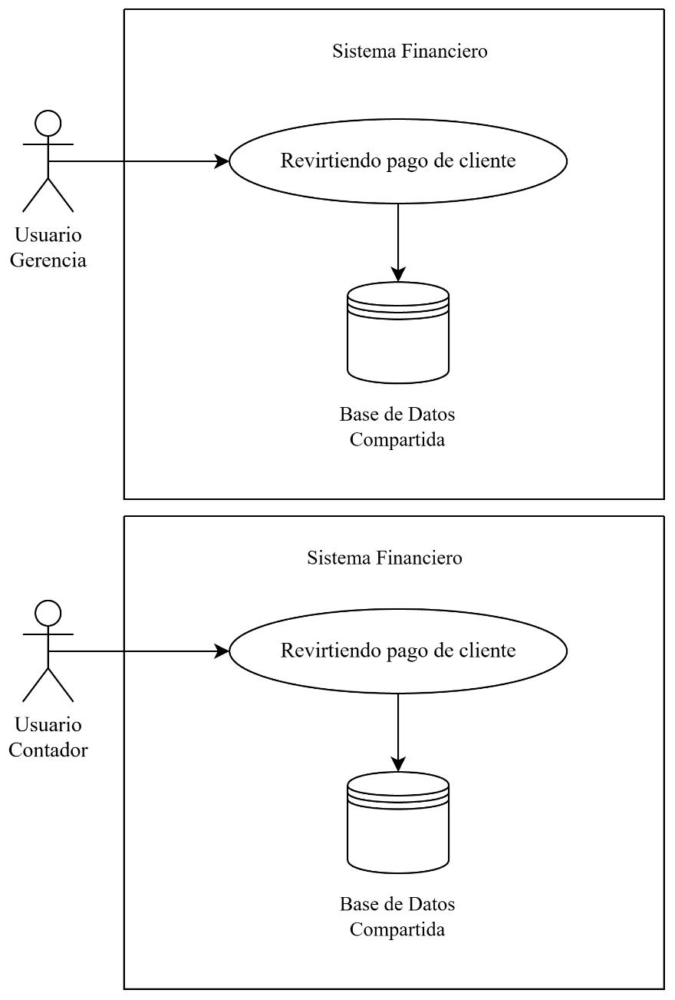 Sistema Financiero
Revirtiendo pago de cliente
Usuario
Gerencia
Base de Datos
Compartida
Sistema Financiero
Revirtiendo pago de cliente
Usuario
Contador
Base de Datos
Compartida